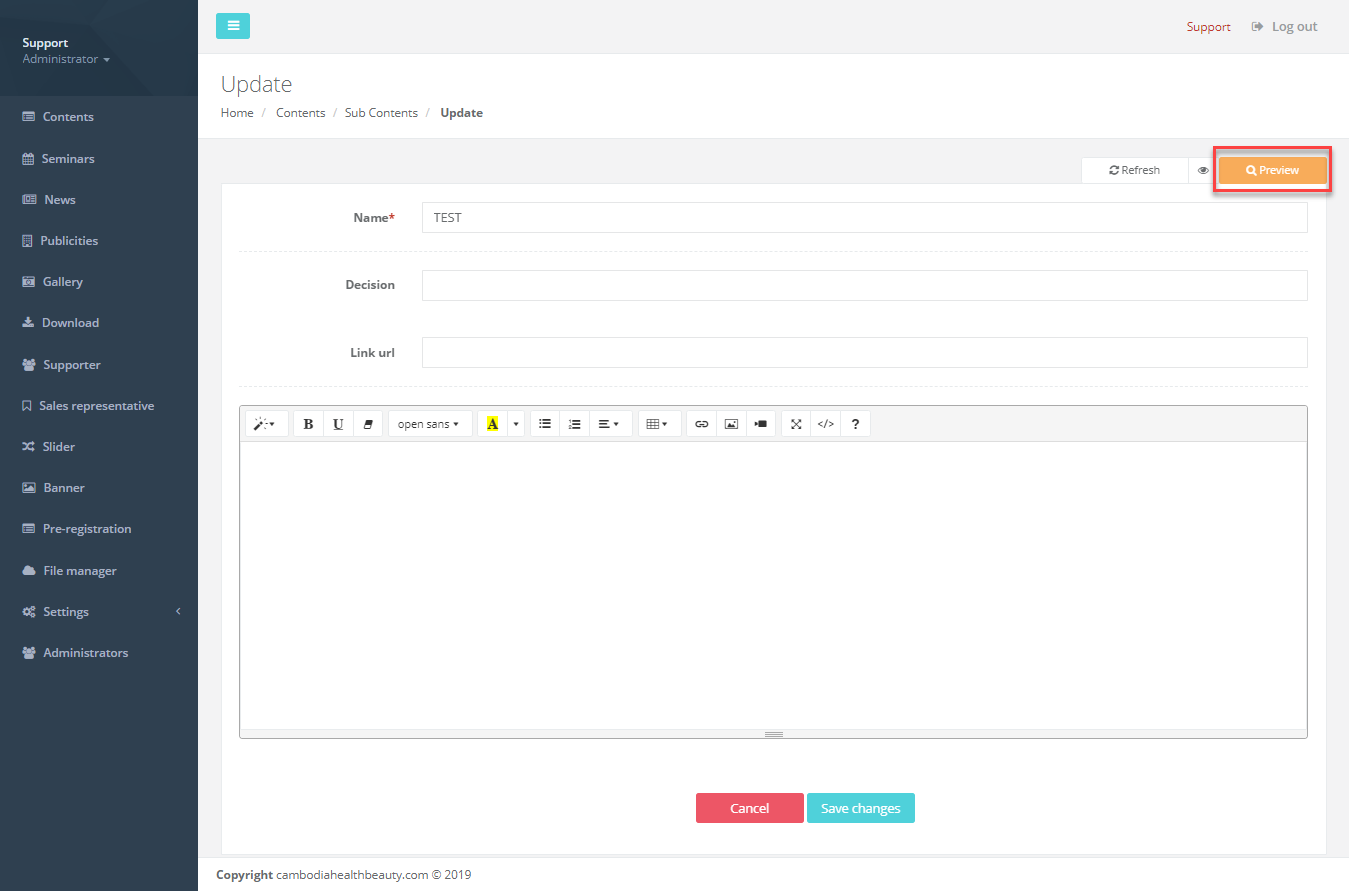 Support
Administrator
Contents
Seminars
News
Publicities
Gallery
Download
Supporter
Sales representative
Slider
Banner
Pre-registration
File manager
Settings
Administrators
Support Log out
Update
Home / Contents / Sub Contents / Update
Refresh Preview
Name* TEST
Decision
Link url
B U open sans A </> ?
Cancel Save changes
Copyright cambodiahealthbeauty.com © 2019